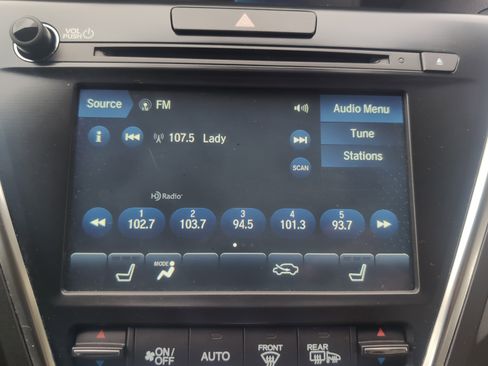 VOL
PUSH
Source
FM
Audio Menu
107.5 Lady
Tune
SCAN
Stations
HD Radio
1 2 3 4 5
102.7 103.7 94.5 101.3 93.7
MODE
ON/ AUTO FRONT REAR
OFF